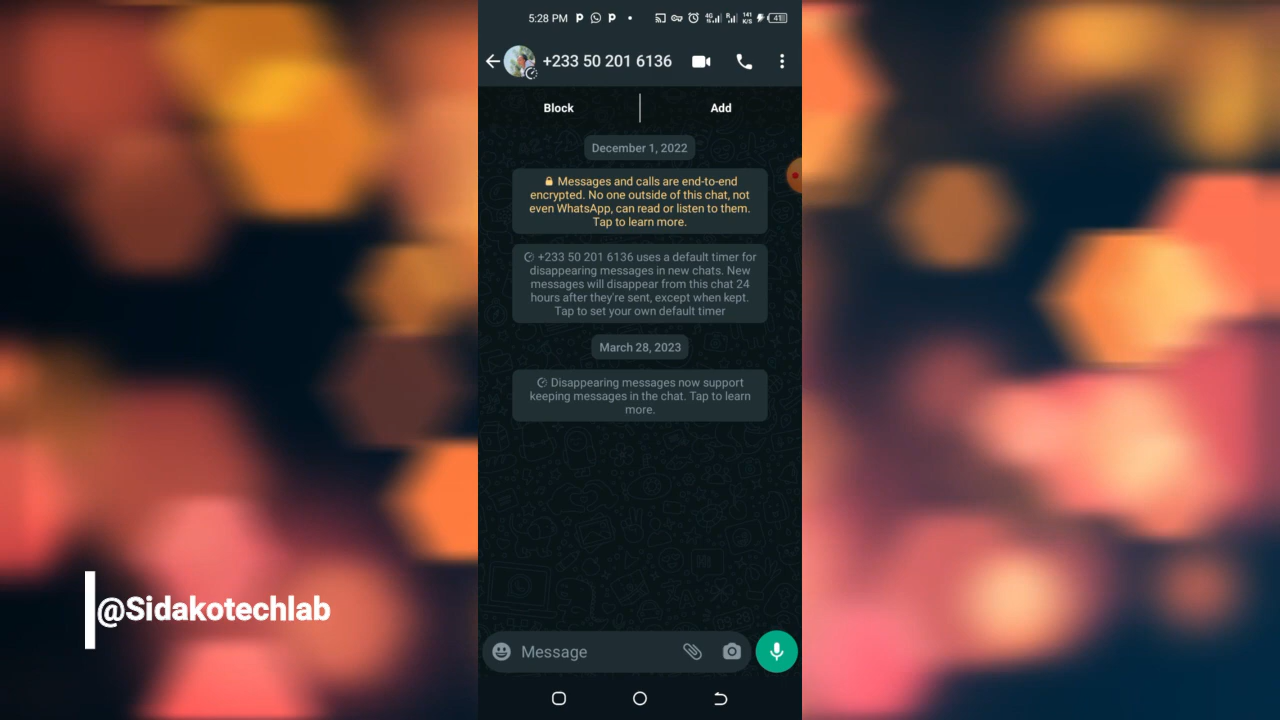 5:28 PM P P 4G R 141 K/S 41
+233 50 201 6136
Block Add
December 1, 2022
Messages and calls are end-to-end
encrypted. No one outside of this chat, not
even WhatsApp, can read or listen to them.
Tap to learn more.
+233 50 201 6136 uses a default timer for
disappearing messages in new chats. New
messages will disappear from this chat 24
hours after they're sent, except when kept.
Tap to set your own default timer
March 28, 2023
Disappearing messages now support
keeping messages in the chat. Tap to learn
more.
@Sidakotechlab
Message